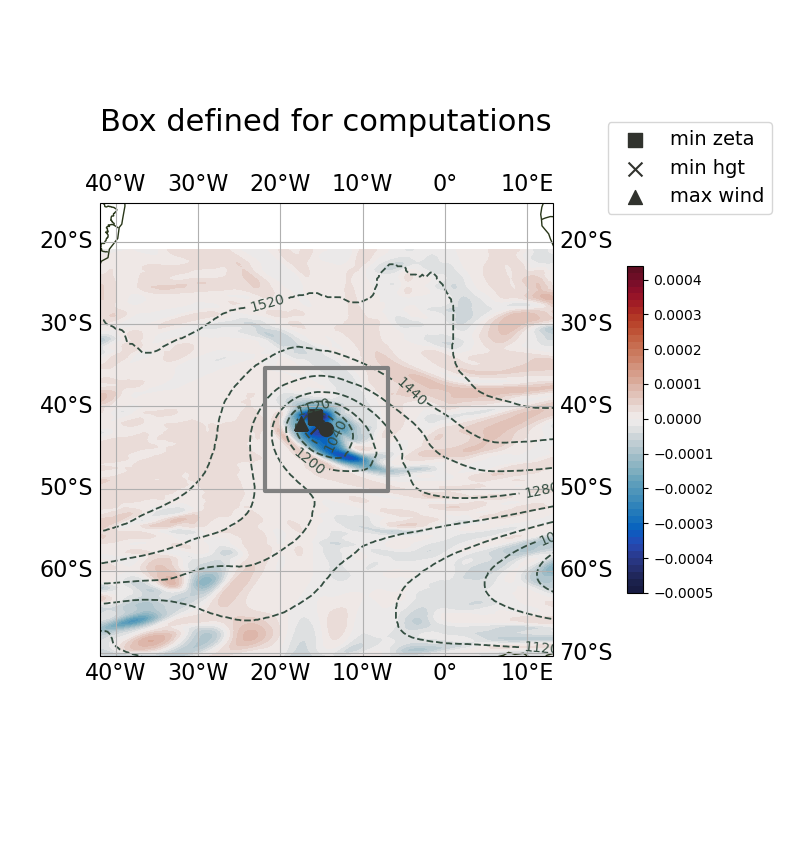 Box defined for computations
min zeta
min hgt
max wind
40°W 30°W 20°W 10°W 0° 10°E
20°S 20°S
30°S 30°S
40°S 40°S
50°S 50°S
60°S 60°S
70°S
40°W 30°W 20°W 10°W 0° 10°E
1520
1440
1200
1280
1120
0.0004
0.0003
0.0002
0.0001
0.0000
−0.0001
−0.0002
−0.0003
−0.0004
−0.0005